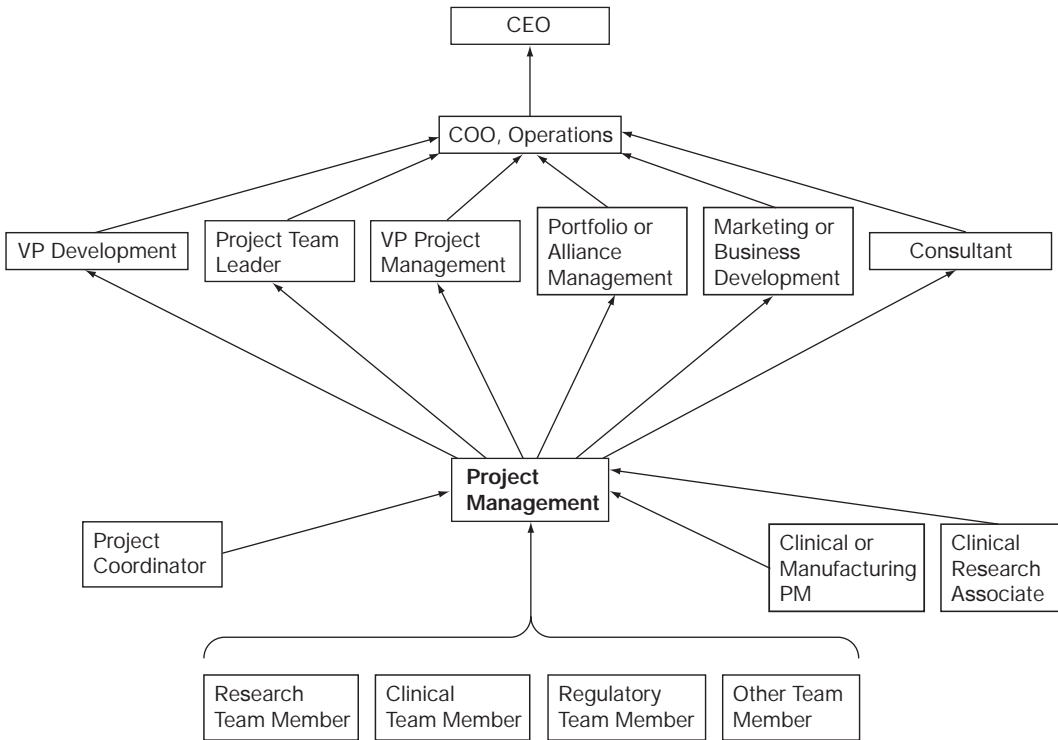 CEO
COO, Operations
VP Development
Project Team
Leader
VP Project
Management
Portfolio or
Alliance
Management
Marketing or
Business
Development
Consultant
Project
Management
Project
Coordinator
Clinical or
Manufacturing
PM
Clinical
Research
Associate
Research
Team Member
Clinical
Team Member
Regulatory
Team Member
Other Team
Member